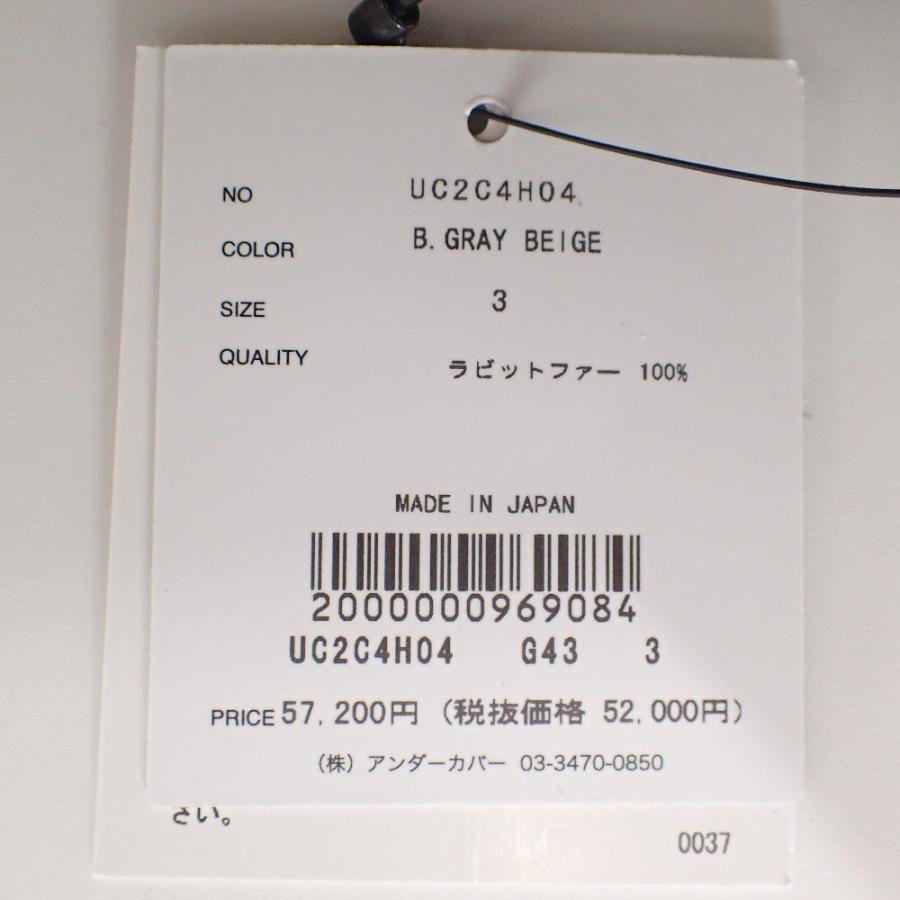 NO UC2C4H04
COLOR B. GRAY BEIGE
SIZE 3
QUALITY ラビットファー 100%
MADE IN JAPAN
2000000969084
UC2C4H04 G43 3
PRICE 57,200円 (税抜価格 52,000円)
(株) アンダーカバー 03-3470-0850
さい。
0037